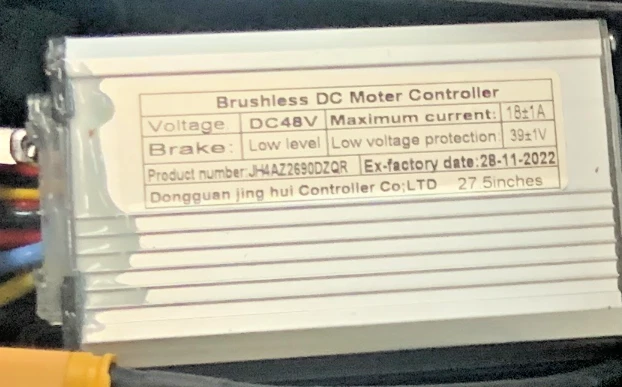 Brushless DC Moter Controller
Voltage: DC48V Maximum current: 18±1A
Brake: Low level Low voltage protection: 39±1V
Product number:JH4AZ2690DZQR Ex-factory date:28-11-2022
Dongguan jing hui Controller Co;LTD 27 5inches